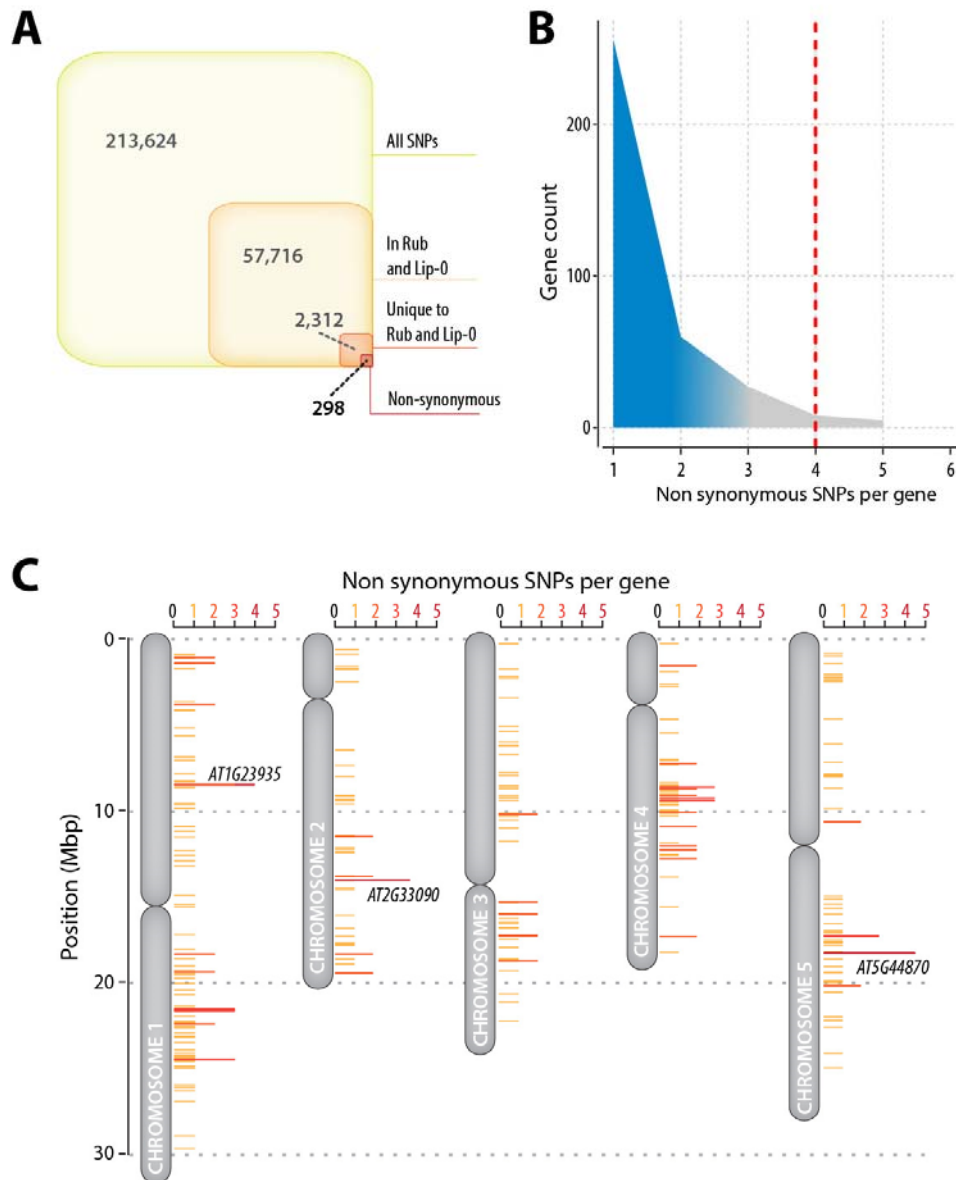 A
213,624
All SNPs
57,716
In Rub
and Lip-0
2,312
Unique to
Rub and Lip-0
298
Non-synonymous
B
Gene count
200
100
0
1 2 3 4 5 6
Non synonymous SNPs per gene
C
Non synonymous SNPs per gene
0 1 2 3 4 5
0 1 2 3 4 5
0 1 2 3 4 5
0 1 2 3 4 5
0 1 2 3 4 5
Position (Mbp)
0
10
20
30
CHROMOSOME 1
AT1G23935
CHROMOSOME 2
AT2G33090
CHROMOSOME 3
CHROMOSOME 4
CHROMOSOME 5
AT5G44870